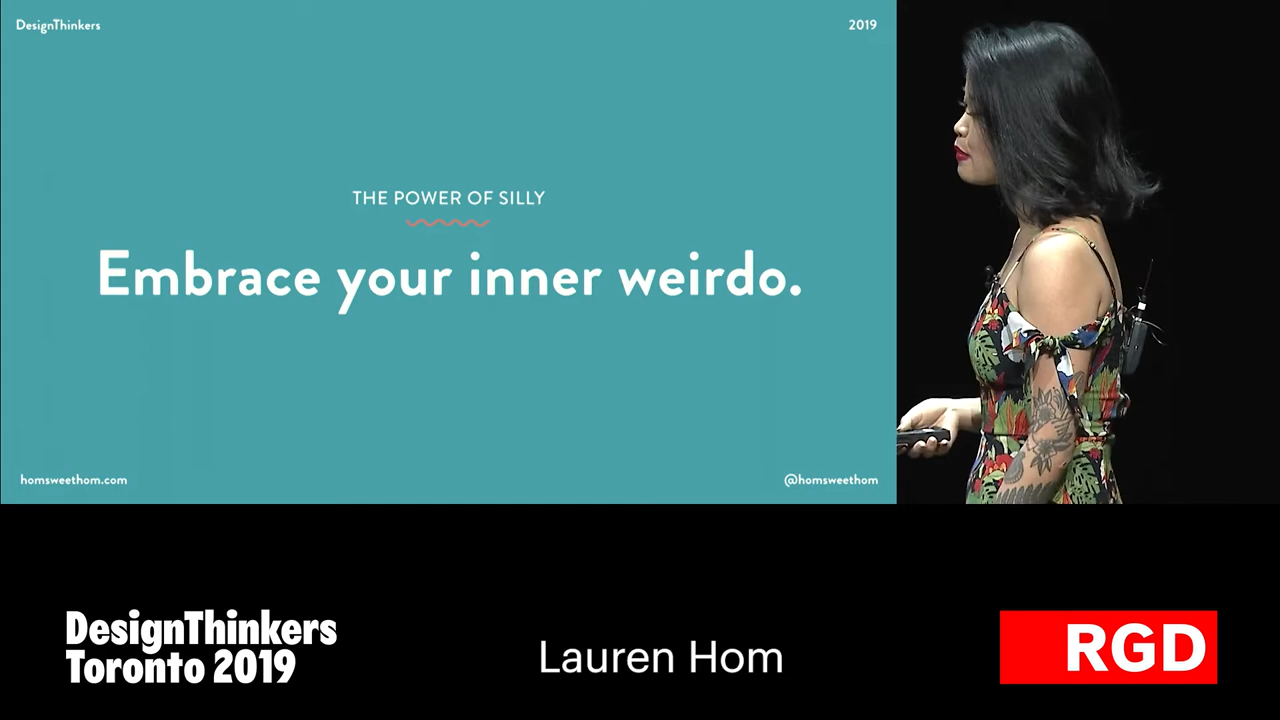 DesignThinkers
2019
THE POWER OF SILLY
Embrace your inner weirdo.
homsweethom.com
@homsweethom
DesignThinkers
Toronto 2019
Lauren Hom
RGD